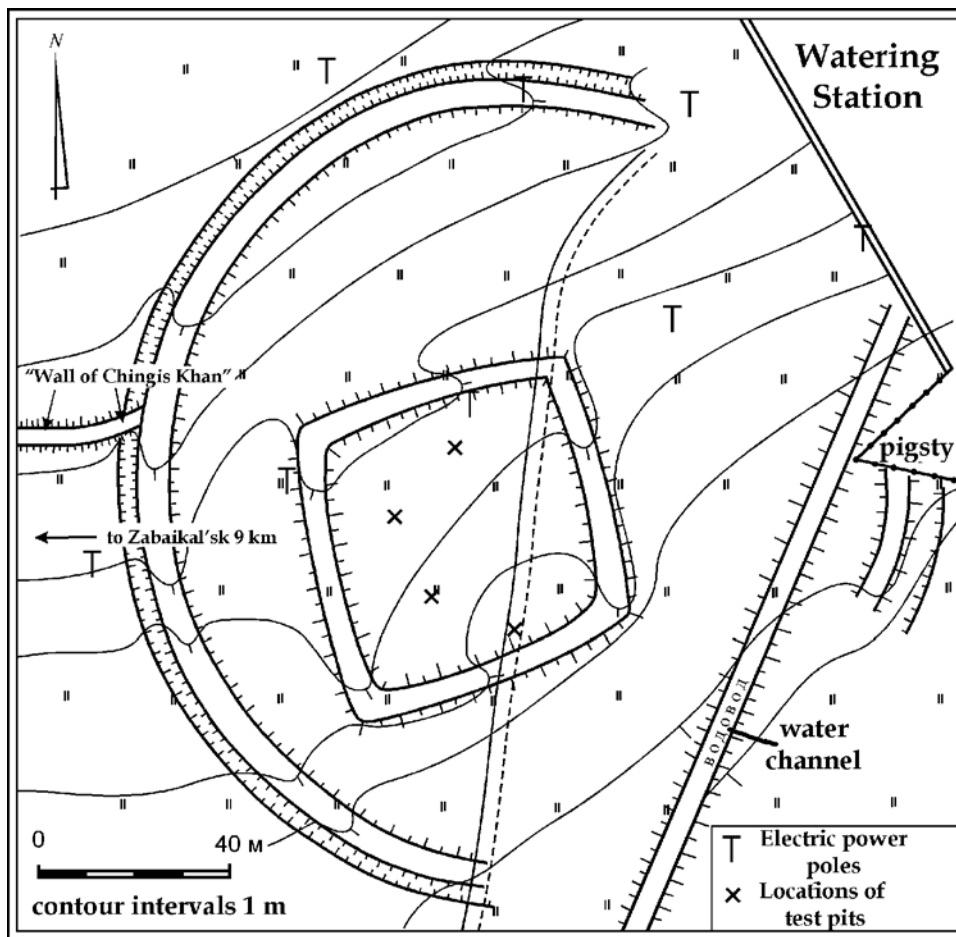 N
Watering
Station
"Wall of Chingis Khan"
pigsty
to Zabaikal'sk 9 km
ВОДОВОД
water
channel
0 40 м
contour intervals 1 m
Electric power
poles
Locations of
test pits